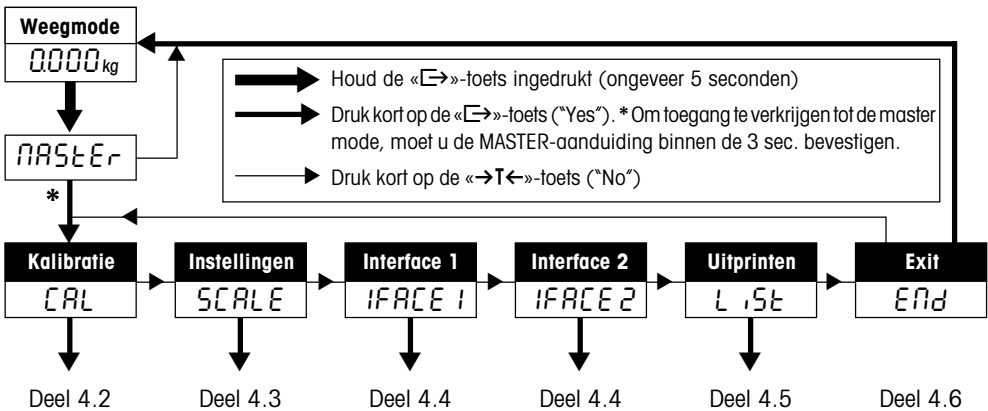 Weegmode
0.000 kg
Houd de «➔»-toets ingedrukt (ongeveer 5 seconden)
Druk kort op de «➔»-toets ("Yes"). * Om toegang te verkrijgen tot de master
mode, moet u de MASTER-aanduiding binnen de 3 sec. bevestigen.
Druk kort op de «→T←»-toets ("No")
MAStEr
*
Kalibratie Instellingen Interface 1 Interface 2 Uitprinten Exit
CAL SCALE IFACE 1 IFACE 2 LiSt End
Deel 4.2 Deel 4.3 Deel 4.4 Deel 4.4 Deel 4.5 Deel 4.6